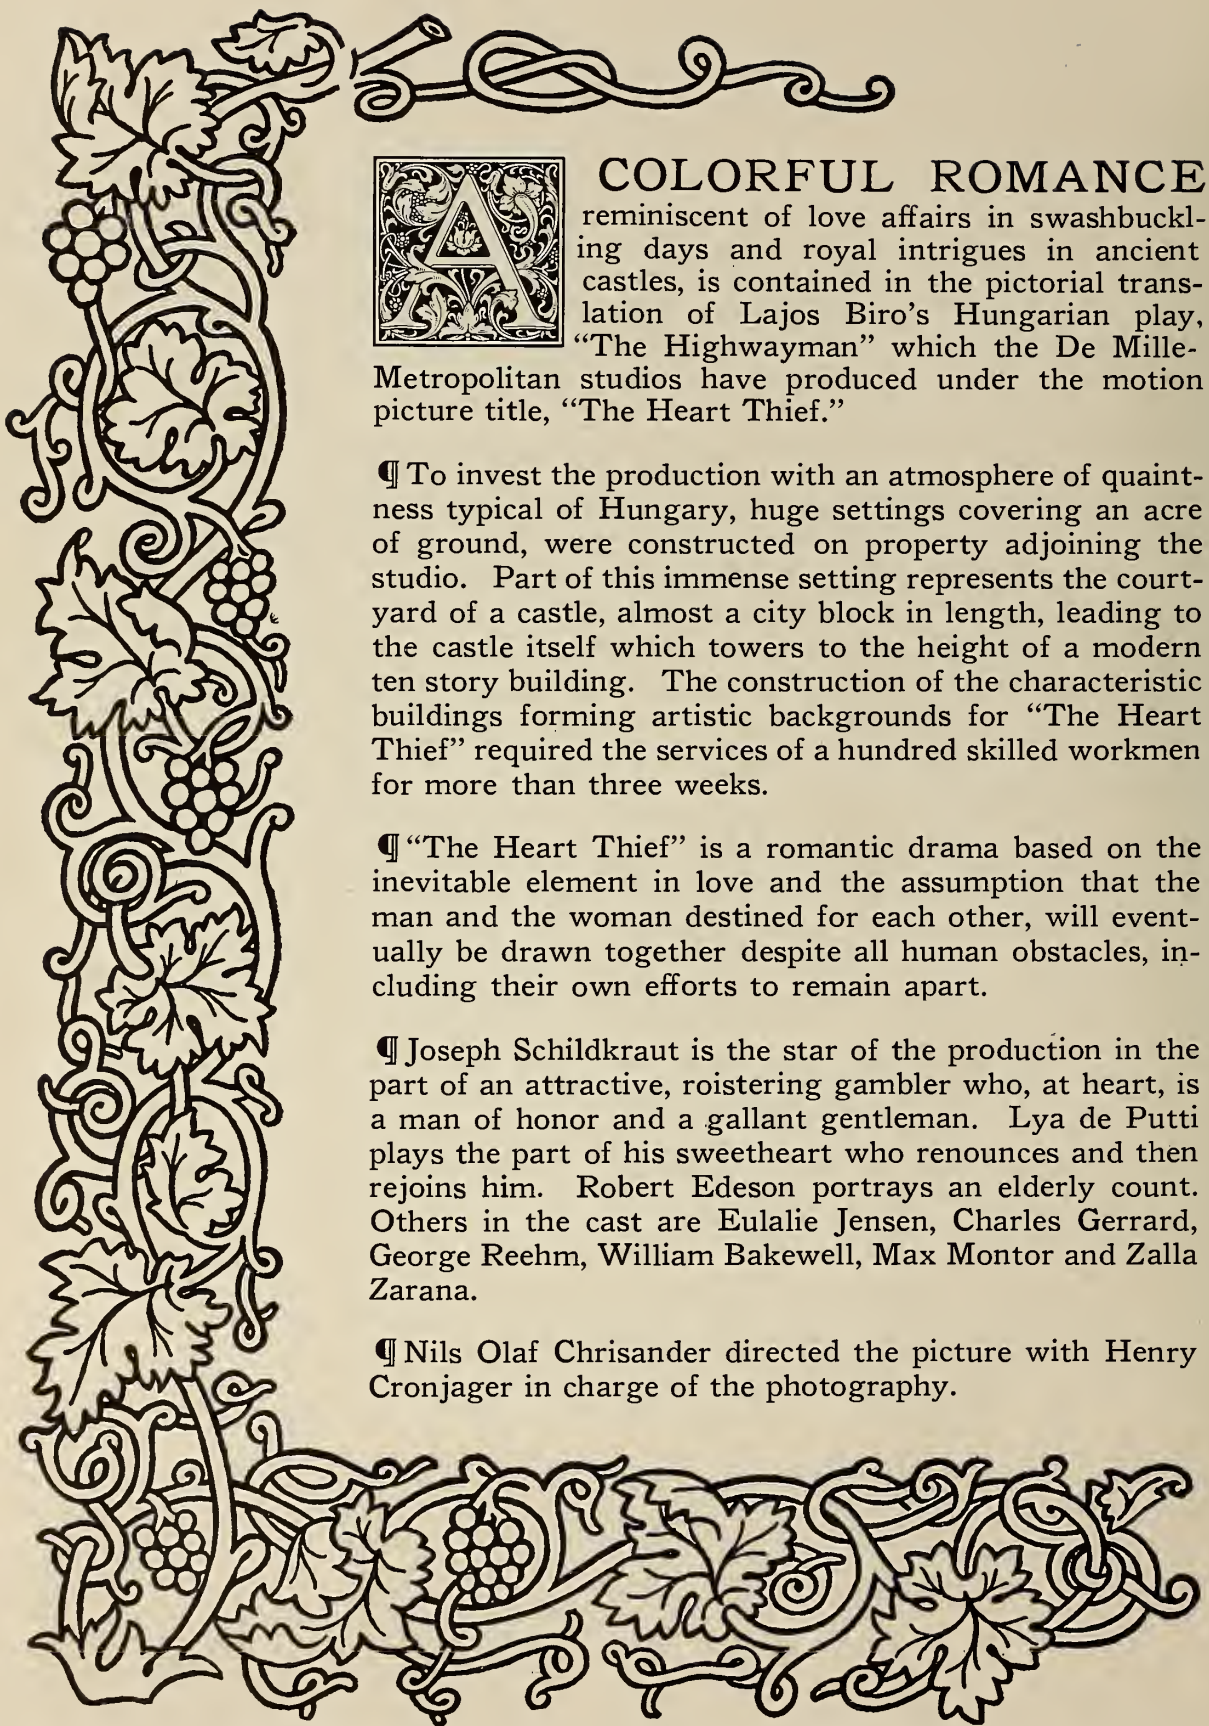 A COLORFUL ROMANCE
reminiscent of love affairs in swashbuckl-
ing days and royal intrigues in ancient
castles, is contained in the pictorial trans-
lation of Lajos Biro's Hungarian play,
“The Highwayman” which the De Mille-
Metropolitan studios have produced under the motion
picture title, “The Heart Thief.”
¶ To invest the production with an atmosphere of quaint-
ness typical of Hungary, huge settings covering an acre
of ground, were constructed on property adjoining the
studio. Part of this immense setting represents the court-
yard of a castle, almost a city block in length, leading to
the castle itself which towers to the height of a modern
ten story building. The construction of the characteristic
buildings forming artistic backgrounds for “The Heart
Thief” required the services of a hundred skilled workmen
for more than three weeks.
¶ “The Heart Thief” is a romantic drama based on the
inevitable element in love and the assumption that the
man and the woman destined for each other, will event-
ually be drawn together despite all human obstacles, in-
cluding their own efforts to remain apart.
¶ Joseph Schildkraut is the star of the production in the
part of an attractive, roistering gambler who, at heart, is
a man of honor and a gallant gentleman. Lya de Putti
plays the part of his sweetheart who renounces and then
rejoins him. Robert Edeson portrays an elderly count.
Others in the cast are Eulalie Jensen, Charles Gerrard,
George Reehm, William Bakewell, Max Montor and Zalla
Zarana.
¶ Nils Olaf Chrisander directed the picture with Henry
Cronjager in charge of the photography.